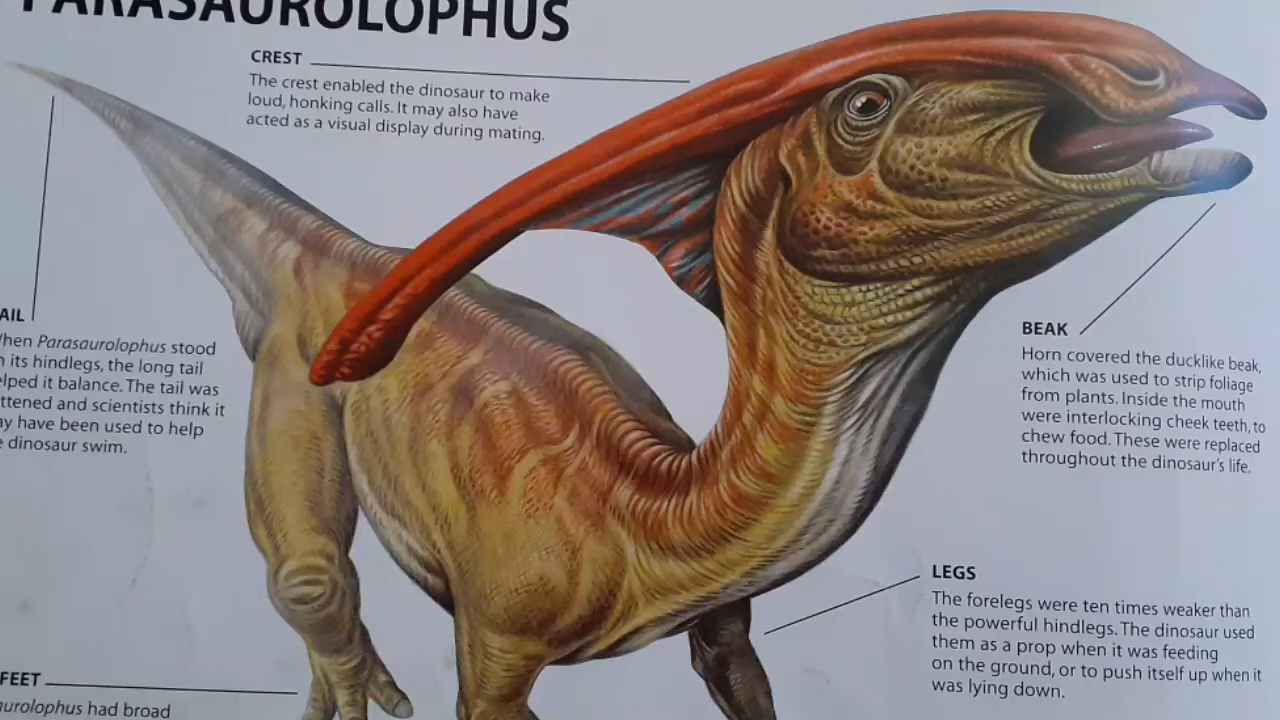 PARASAUROLOPHUS
CREST
The crest enabled the dinosaur to make
loud, honking calls. It may also have
acted as a visual display during mating.
AIL
hen Parasaurolophus stood
n its hindlegs, the long tail
elped it balance. The tail was
ttened and scientists think it
ay have been used to help
e dinosaur swim.
BEAK
Horn covered the ducklike beak,
which was used to strip foliage
from plants. Inside the mouth
were interlocking cheek teeth, to
chew food. These were replaced
throughout the dinosaur's life.
LEGS
The forelegs were ten times weaker than
the powerful hindlegs. The dinosaur used
them as a prop when it was feeding
on the ground, or to push itself up when it
was lying down.
FEET
aurolophus had broad